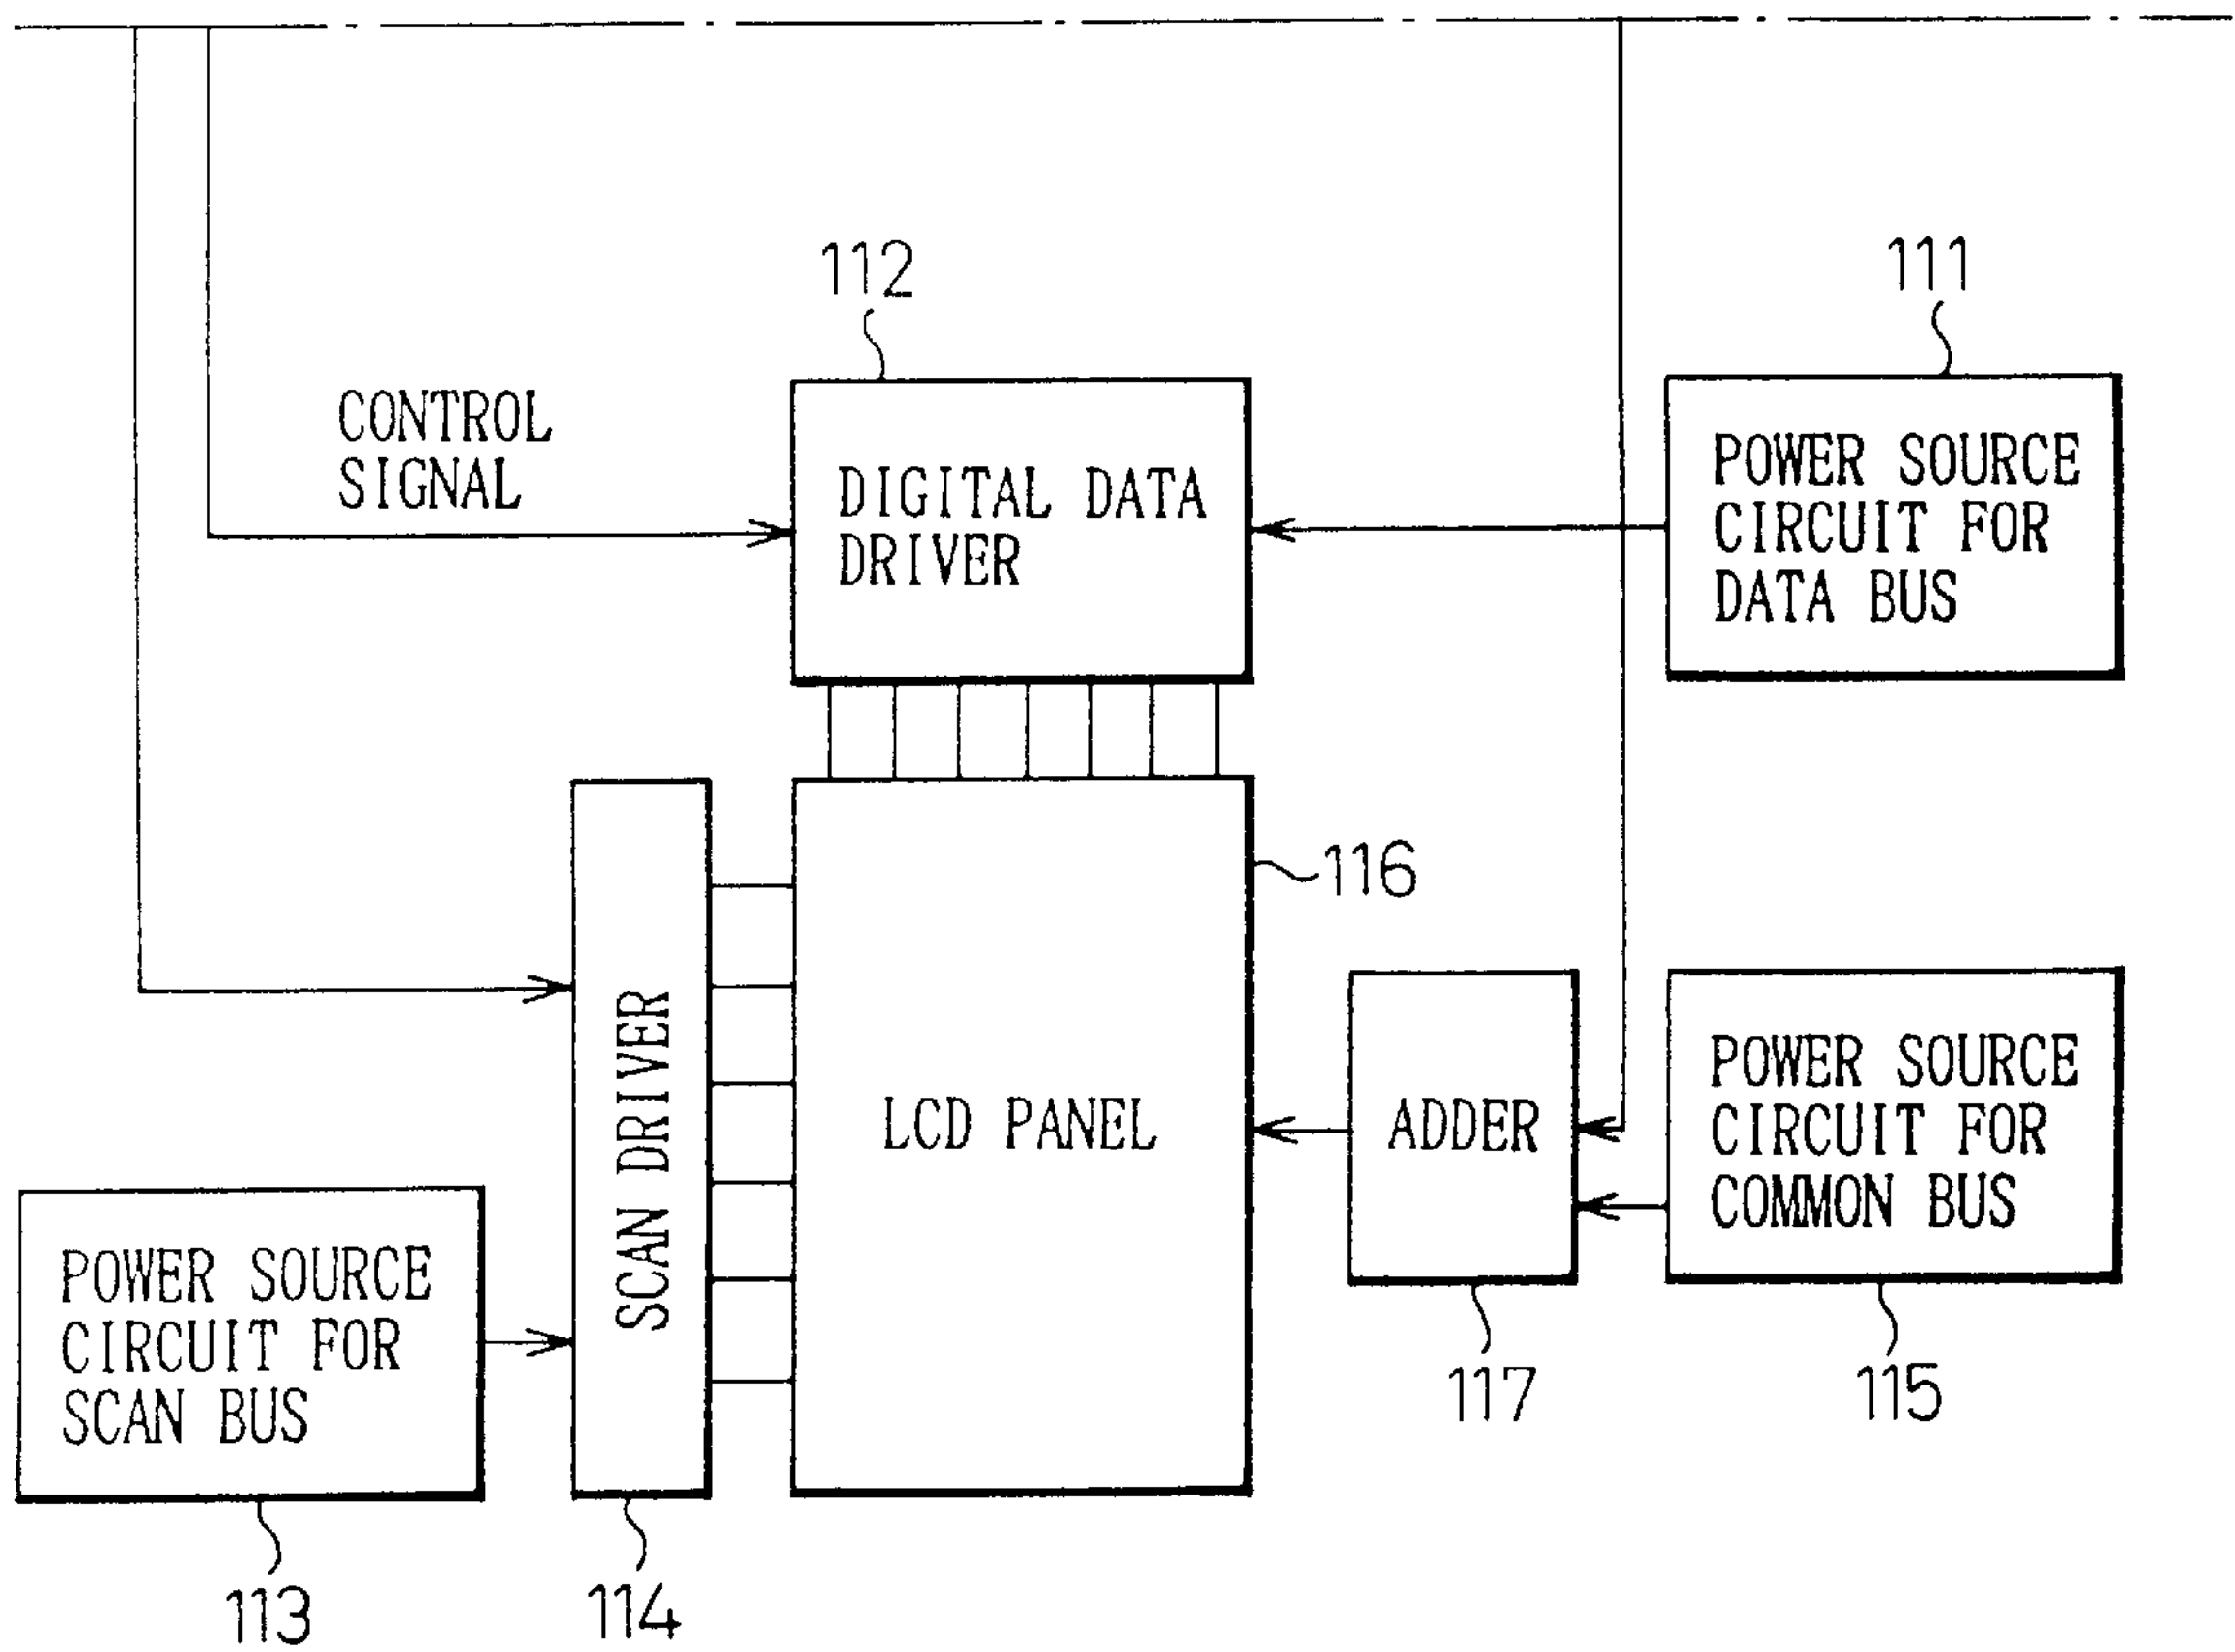 112
111
CONTROL
SIGNAL
DIGITAL DATA
DRIVER
POWER SOURCE
CIRCUIT FOR
DATA BUS
116
SCAN DRIVER
LCD PANEL
ADDER
POWER SOURCE
CIRCUIT FOR
COMMON BUS
POWER SOURCE
CIRCUIT FOR
SCAN BUS
117
115
113
114